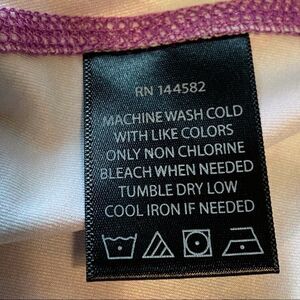 RN 144582
MACHINE WASH COLD
WITH LIKE COLORS
ONLY NON CHLORINE
BLEACH WHEN NEEDED
TUMBLE DRY LOW
COOL IRON IF NEEDED